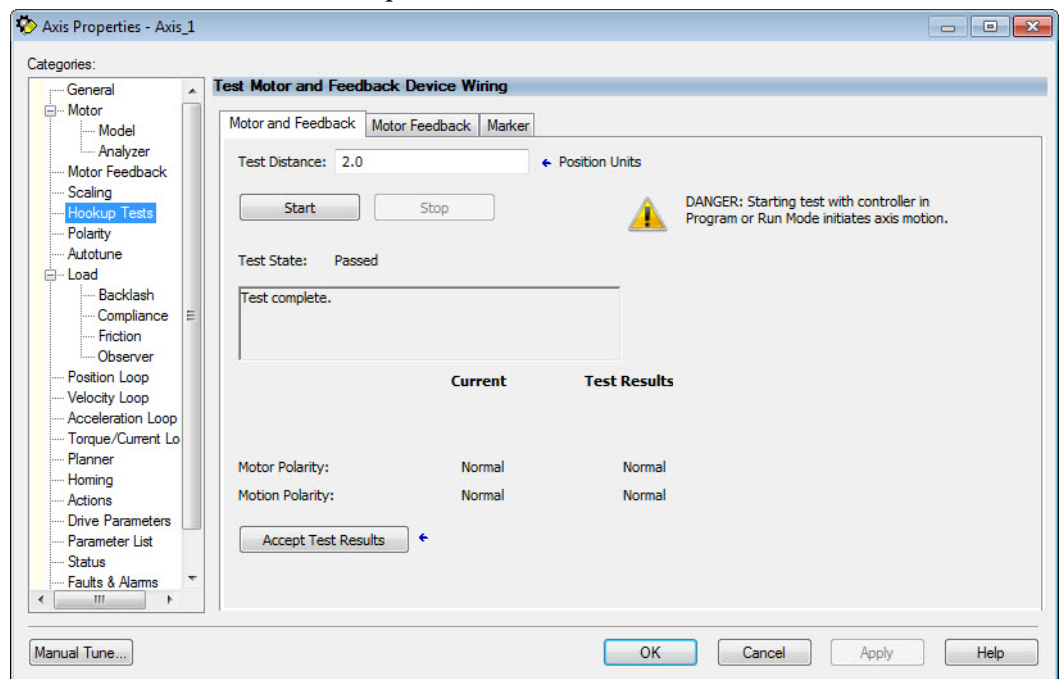 Axis Properties - Axis_1
Categories:
General
Motor
Model
Analyzer
Motor Feedback
Scaling
Hookup Tests
Polarity
Autotune
Load
Backlash
Compliance
Friction
Observer
Position Loop
Velocity Loop
Acceleration Loop
Torque/Current Lo
Planner
Homing
Actions
Drive Parameters
Parameter List
Status
Faults & Alarms
Test Motor and Feedback Device Wiring
Motor and Feedback Motor Feedback Marker
Test Distance: 2.0 Position Units
Start Stop
DANGER: Starting test with controller in
Program or Run Mode initiates axis motion.
Test State: Passed
Test complete.
Current Test Results
Motor Polarity: Normal Normal
Motion Polarity: Normal Normal
Accept Test Results
Manual Tune... OK Cancel Apply Help